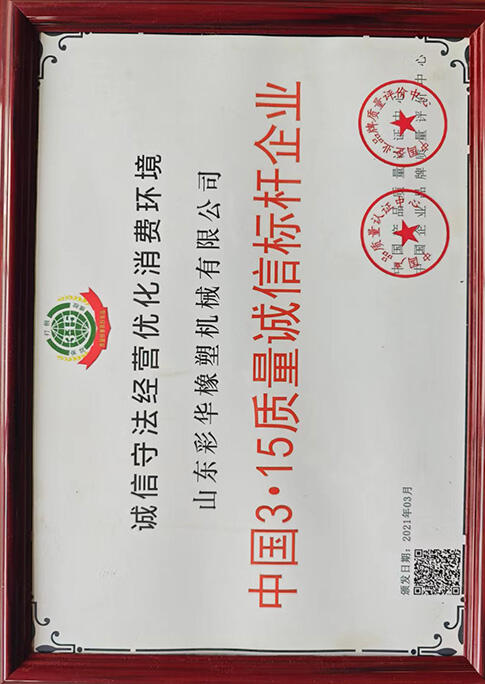 诚信守法经营优化消费环境
山东彩华橡塑机械有限公司
中国3·15质量诚信标杆企业
颁发日期：2021年03月